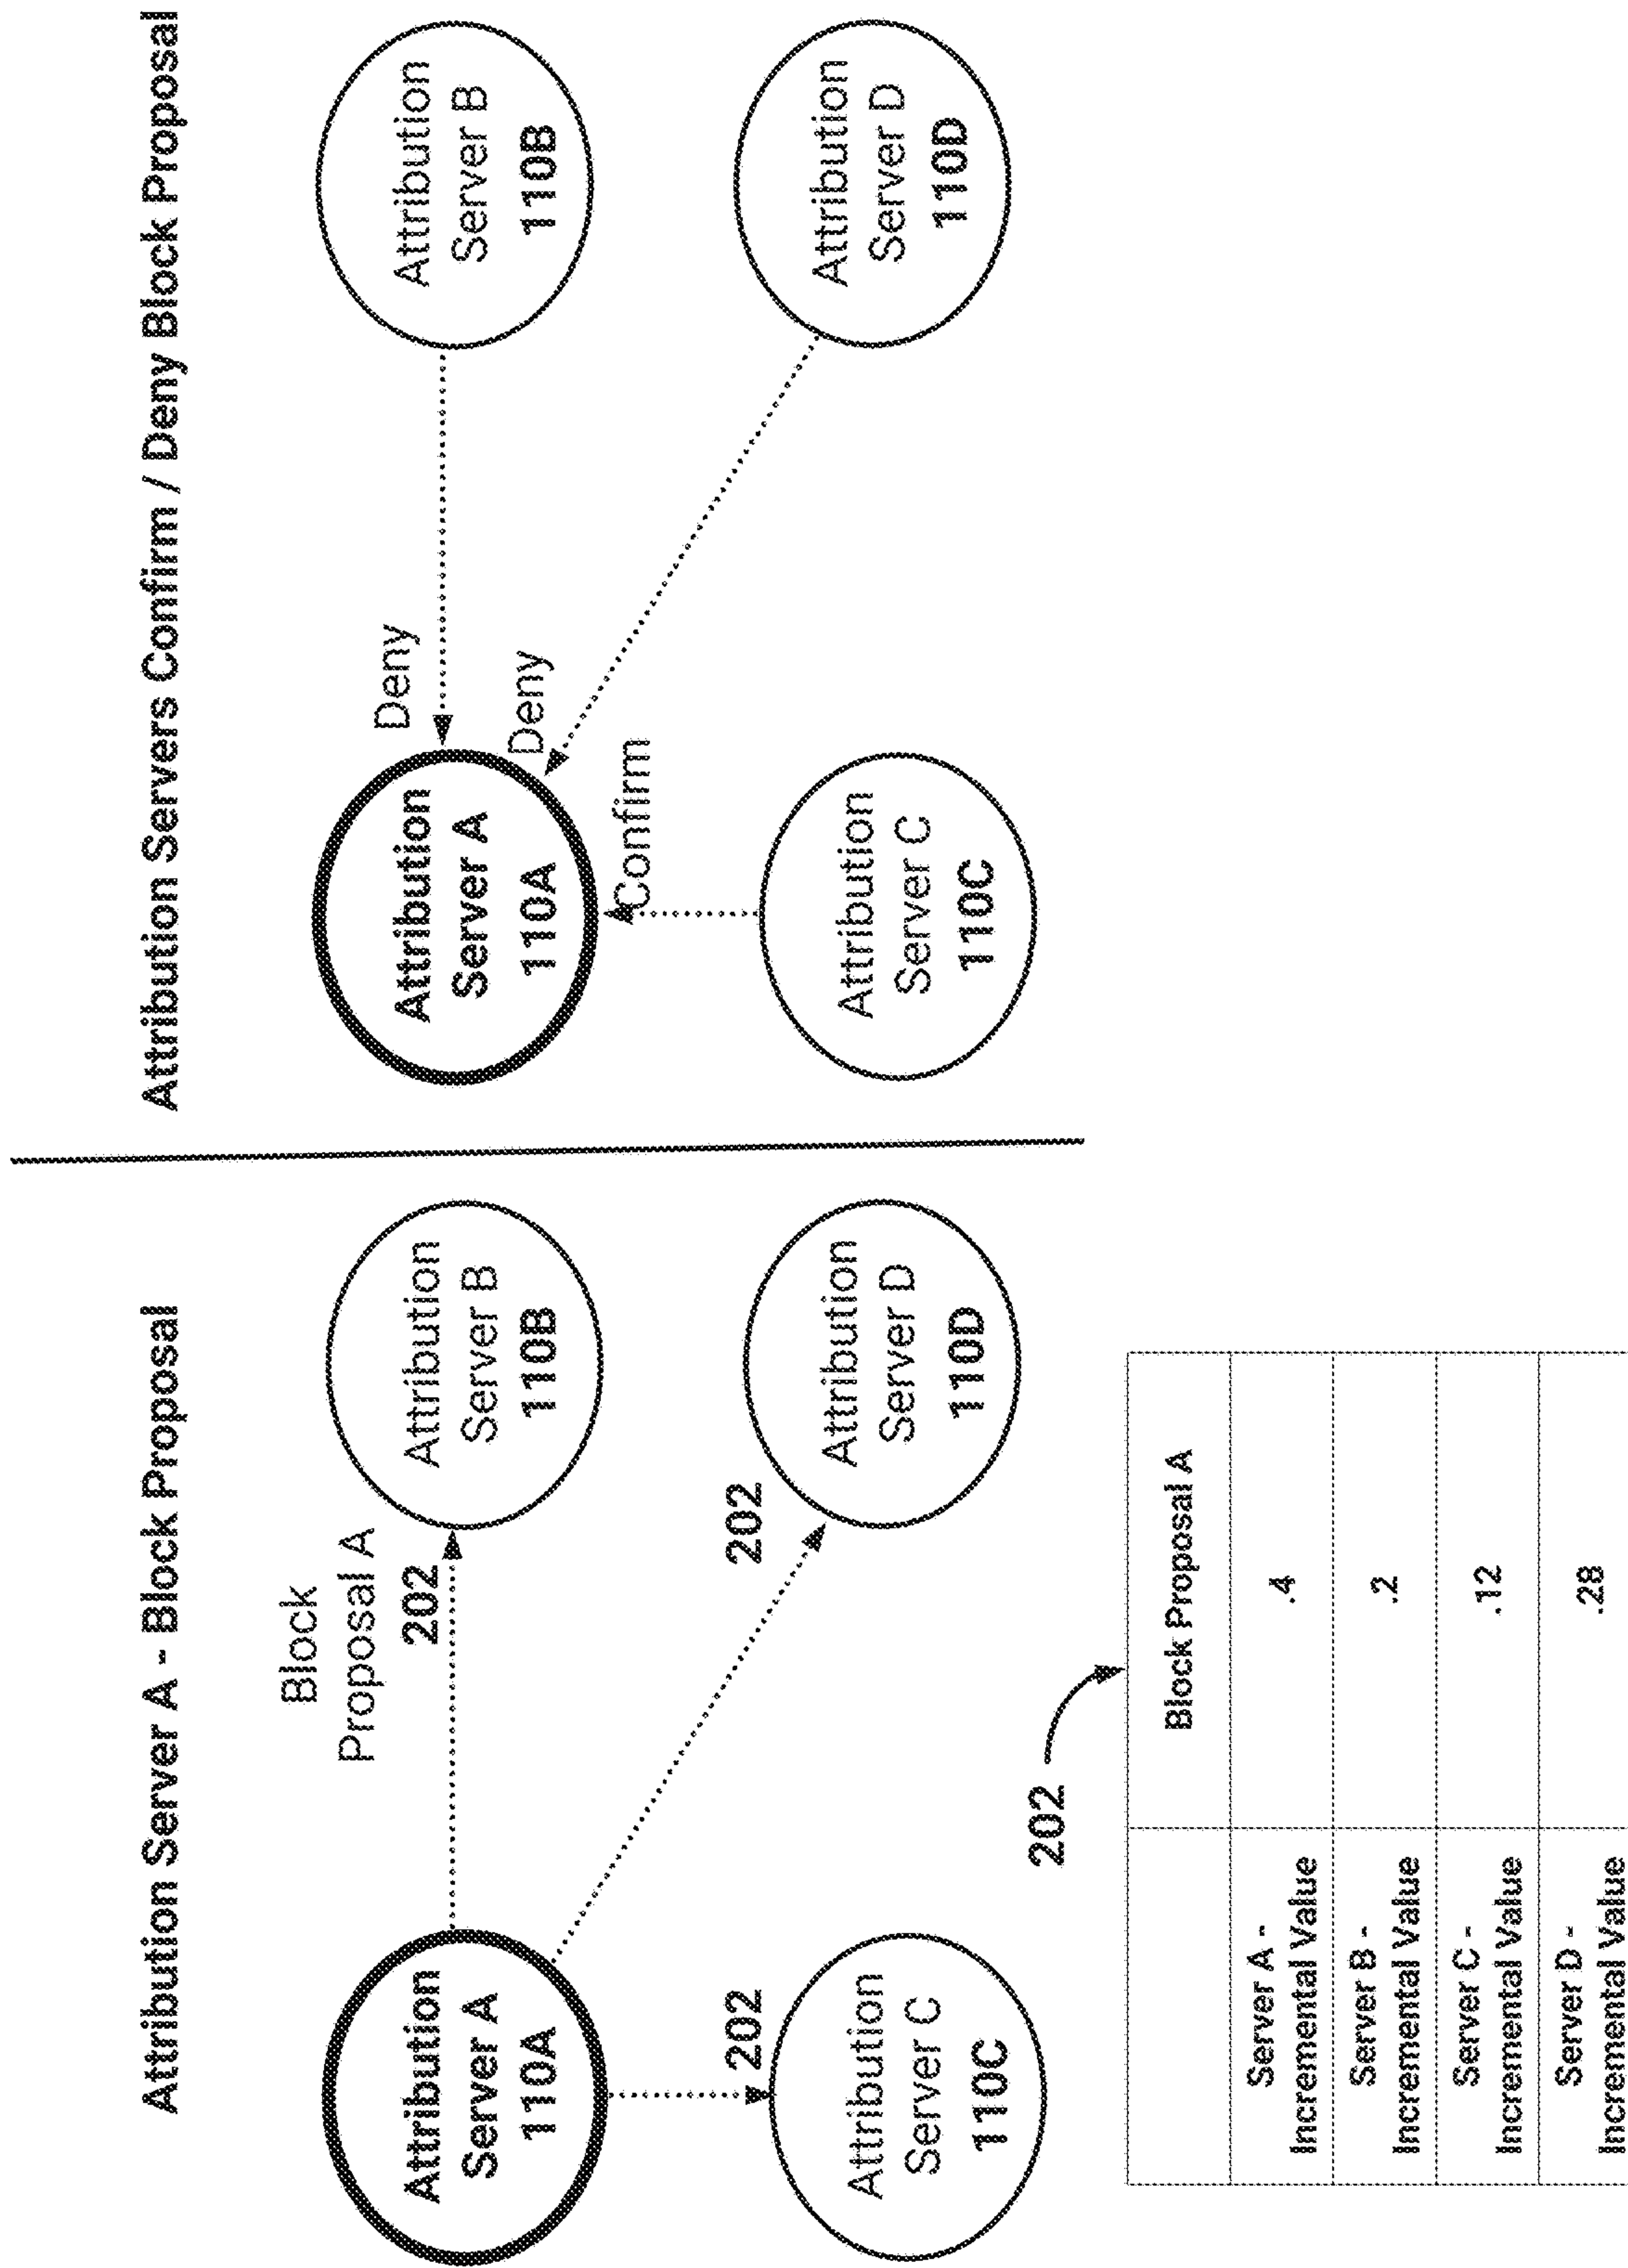 Attribution Server A - Block Proposal
Block
Proposal A
202
Attribution
Server A
110A
Attribution
Server B
110B
202
202
Attribution
Server C
110C
Attribution
Server D
110D
202
Block Proposal A
Server A -
Incremental Value
.4
Server B -
Incremental Value
.2
Server C -
Incremental Value
.12
Server D -
Incremental Value
.28
Attribution Servers Confirm / Deny Block Proposal
Attribution
Server A
110A
Deny
Attribution
Server B
110B
Deny
Confirm
Attribution
Server C
110C
Attribution
Server D
110D